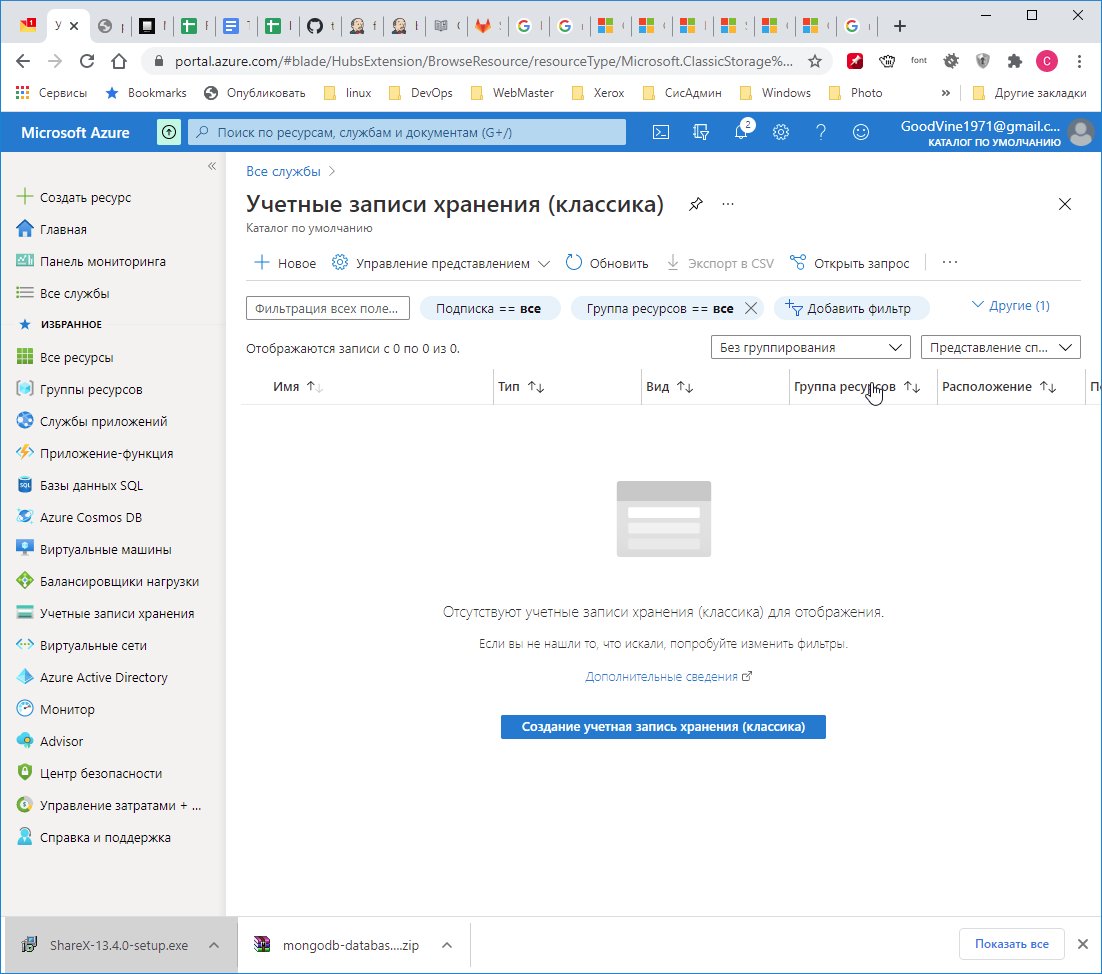 1
У
portal.azure.com/#blade/HubsExtension/BrowseResource/resourceType/Microsoft.ClassicStorage%...
font
C
Сервисы
Bookmarks
Опубликовать
linux
DevOps
WebMaster
Xerox
СисАдмин
Windows
Photo
»
Другие закладки
Microsoft Azure
Поиск по ресурсам, службам и документам (G+/)
2
GoodVine1971@gmail.c...
КАТАЛОГ ПО УМОЛЧАНИЮ
«
Создать ресурс
Главная
Панель мониторинга
Все службы
ИЗБРАННОЕ
Все ресурсы
Группы ресурсов
Службы приложений
Приложение-функция
SQL
Базы данных SQL
Azure Cosmos DB
Виртуальные машины
Балансировщики нагрузки
Учетные записи хранения
Виртуальные сети
Azure Active Directory
Монитор
Advisor
Центр безопасности
Управление затратами + ...
Справка и поддержка
Все службы >
Учетные записи хранения (классика)
...
Каталог по умолчанию
Новое
Управление представлением
Обновить
Экспорт в CSV
Открыть запрос
...
Фильтрация всех поле...
Подписка == все
Группа ресурсов == все
Добавить фильтр
Другие (1)
Отображаются записи с 0 по 0 из 0.
Без группирования
Представление сп...
Имя ↑↓
Тип ↑↓
Вид ↑↓
Группа ресурсов ↑↓
Расположение ↑↓
По
Отсутствуют учетные записи хранения (классика) для отображения.
Если вы не нашли то, что искали, попробуйте изменить фильтры.
Дополнительные сведения
Создание учетная запись хранения (классика)
ShareX-13.4.0-setup.exe
mongodb-databas....zip
Показать все